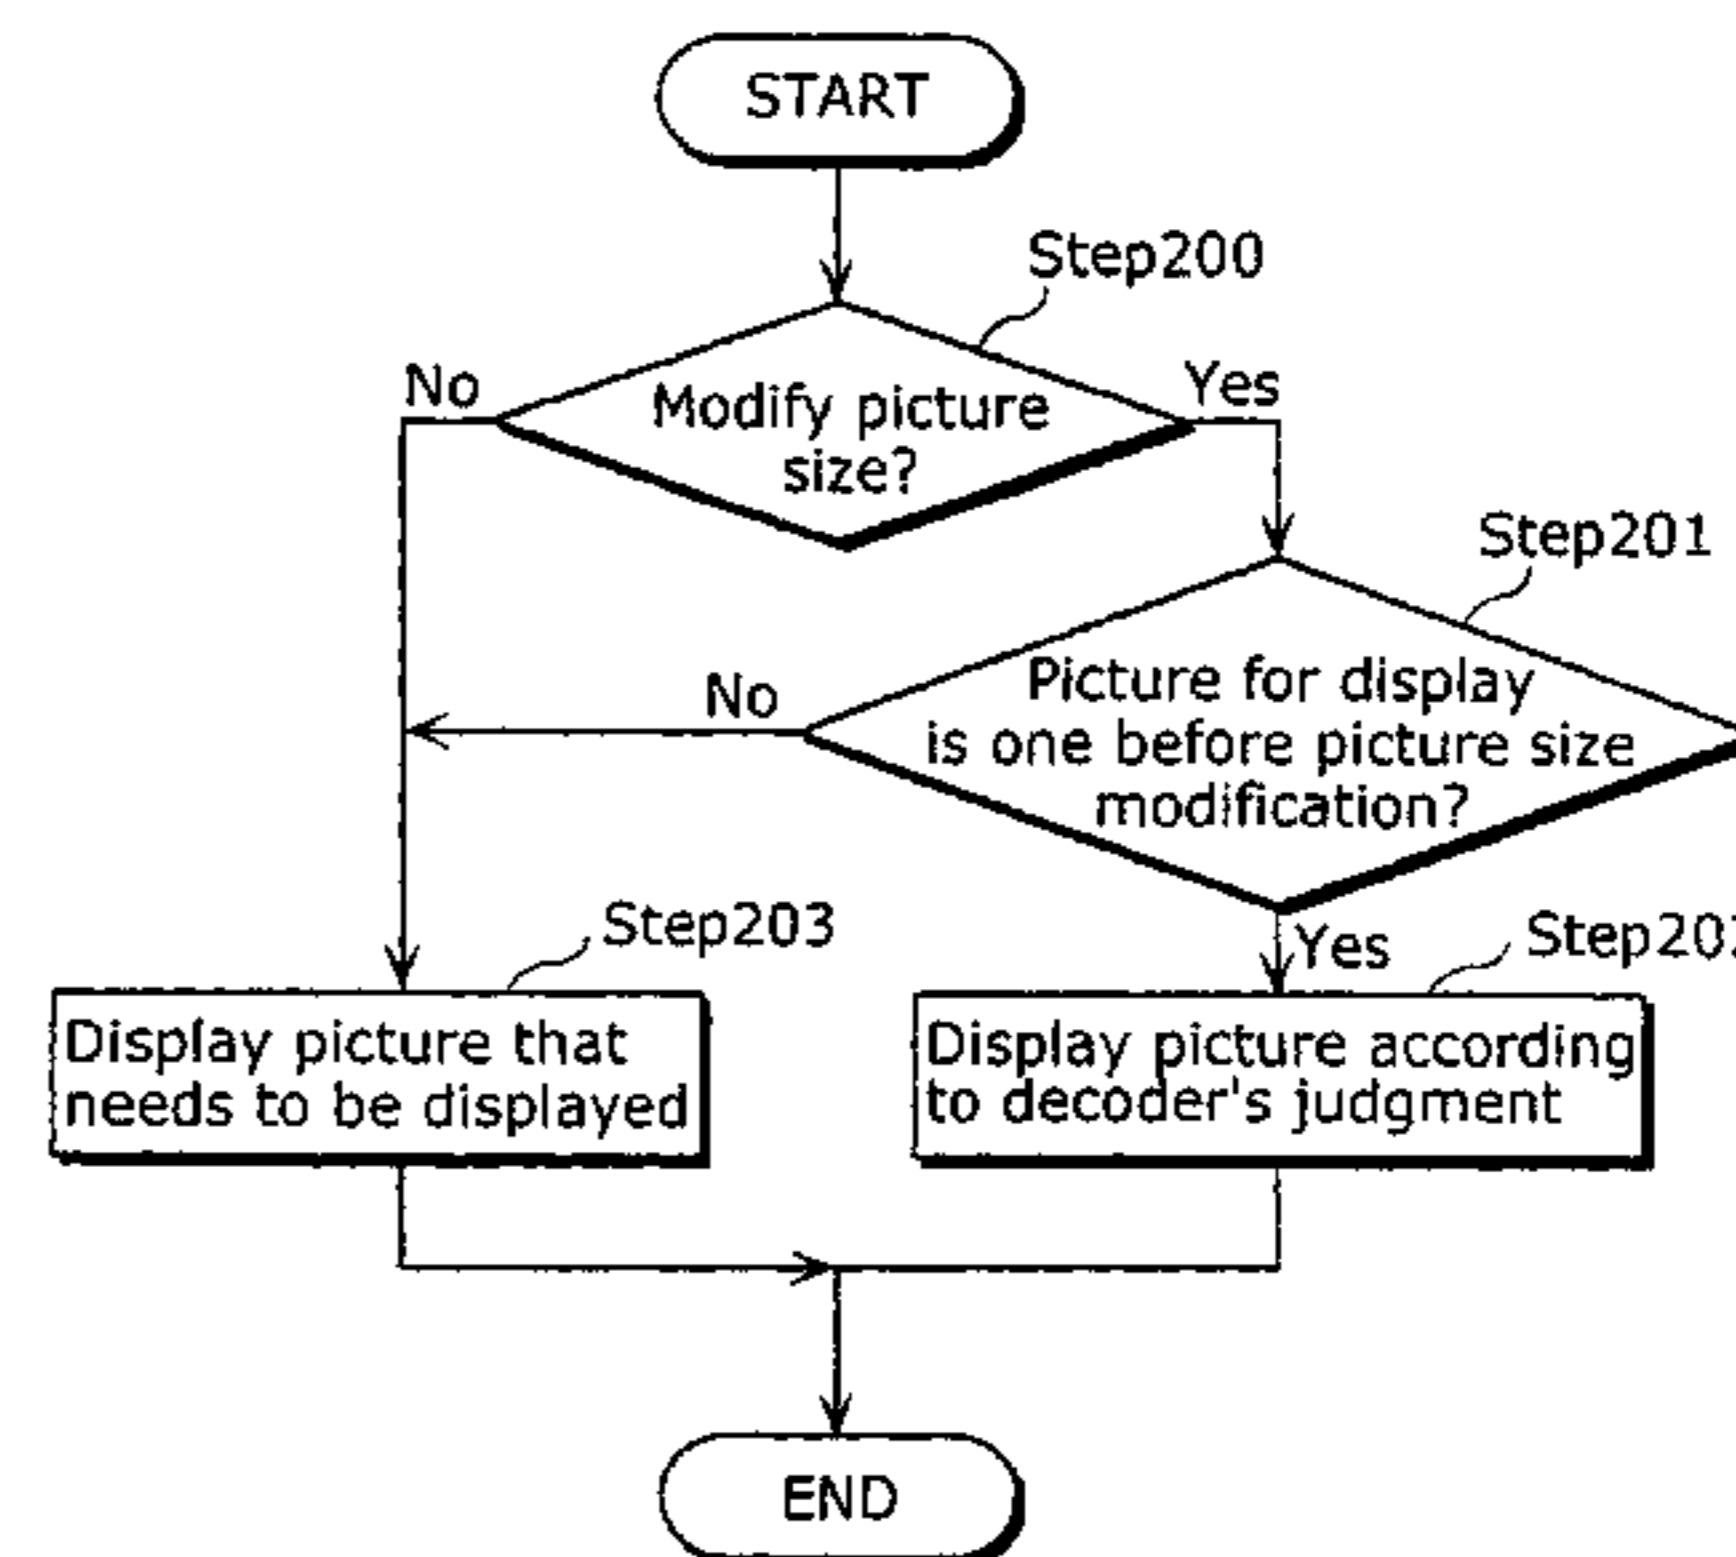 START
Step200
No
Yes
Modify picture
size?
Step201
No
Picture for display
is one before picture size
modification?
Step203
Yes
Display picture that
needs to be displayed
Display picture according
to decoder's judgment
END